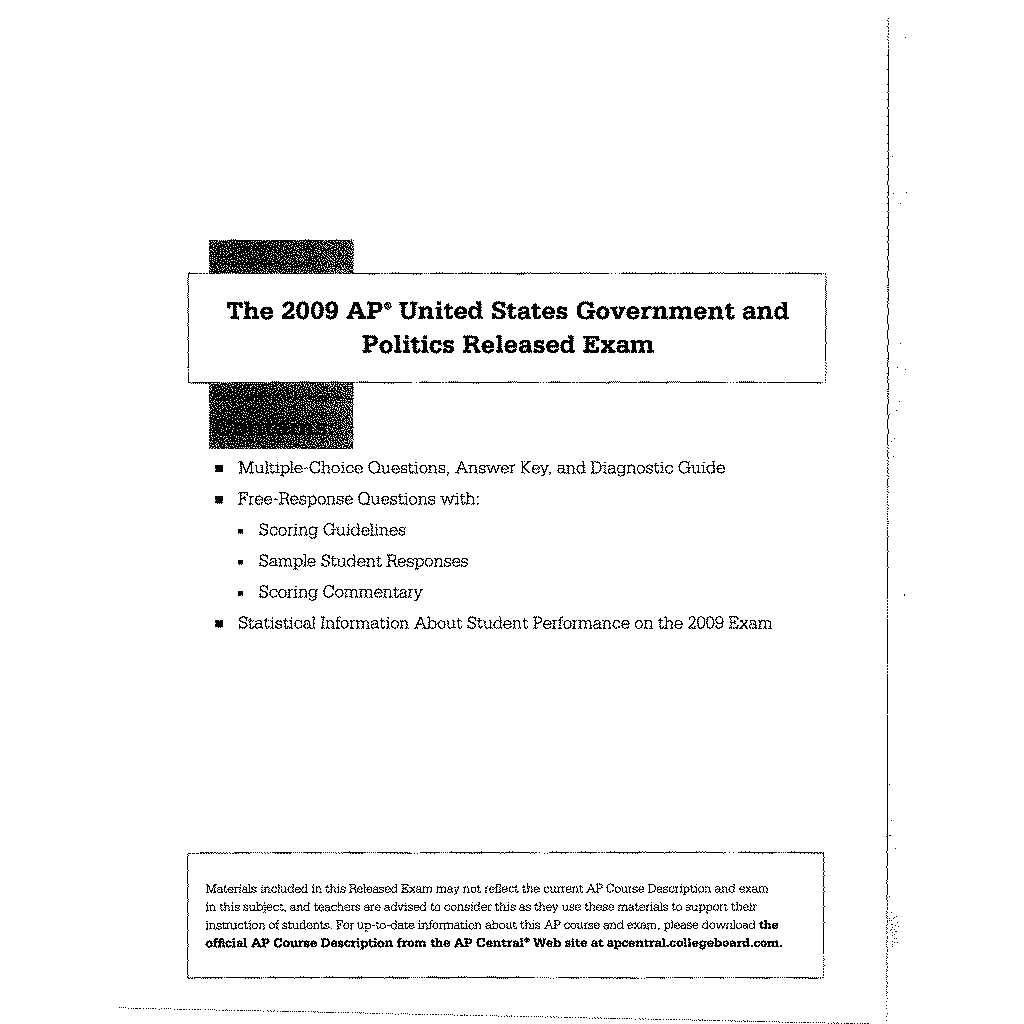 The 2009 AP® United States Government and
Politics Released Exam
■ Multiple-Choice Questions, Answer Key, and Diagnostic Guide
■ Free-Response Questions with:
▪ Scoring Guidelines
▪ Sample Student Responses
▪ Scoring Commentary
■ Statistical Information About Student Performance on the 2009 Exam
Materials included in this Released Exam may not reflect the current AP Course Description and exam
in this subject, and teachers are advised to consider this as they use these materials to support their
instruction of students. For up-to-date information about this AP course and exam, please download the
official AP Course Description from the AP Central® Web site at apcentral.collegeboard.com.